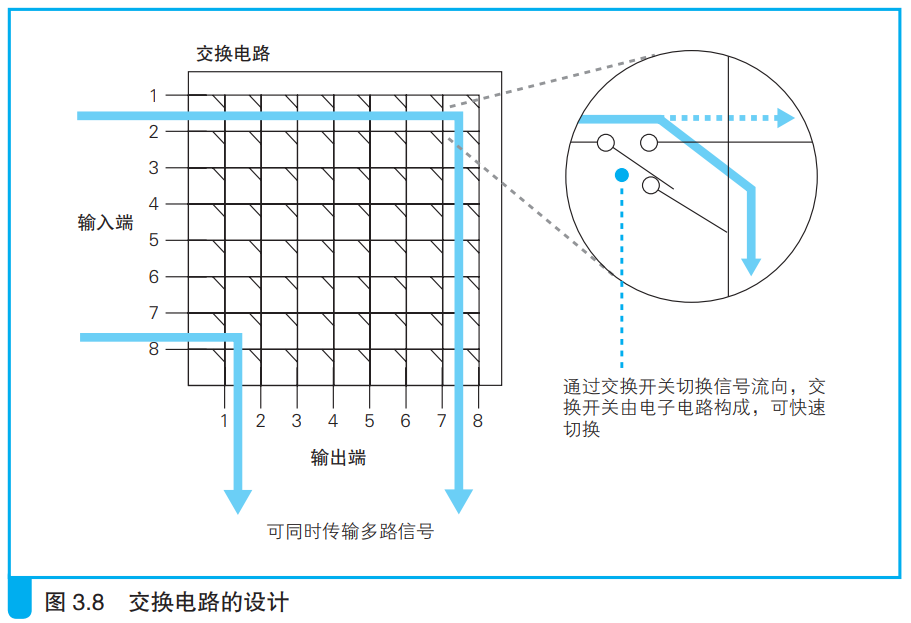 交换电路
1
2
3
4
输入端
5
6
7
8
1 2 3 4 5 6 7 8
输出端
可同时传输多路信号
通过交换开关切换信号流向，交
换开关由电子电路构成，可快速
切换
图 3.8 交换电路的设计